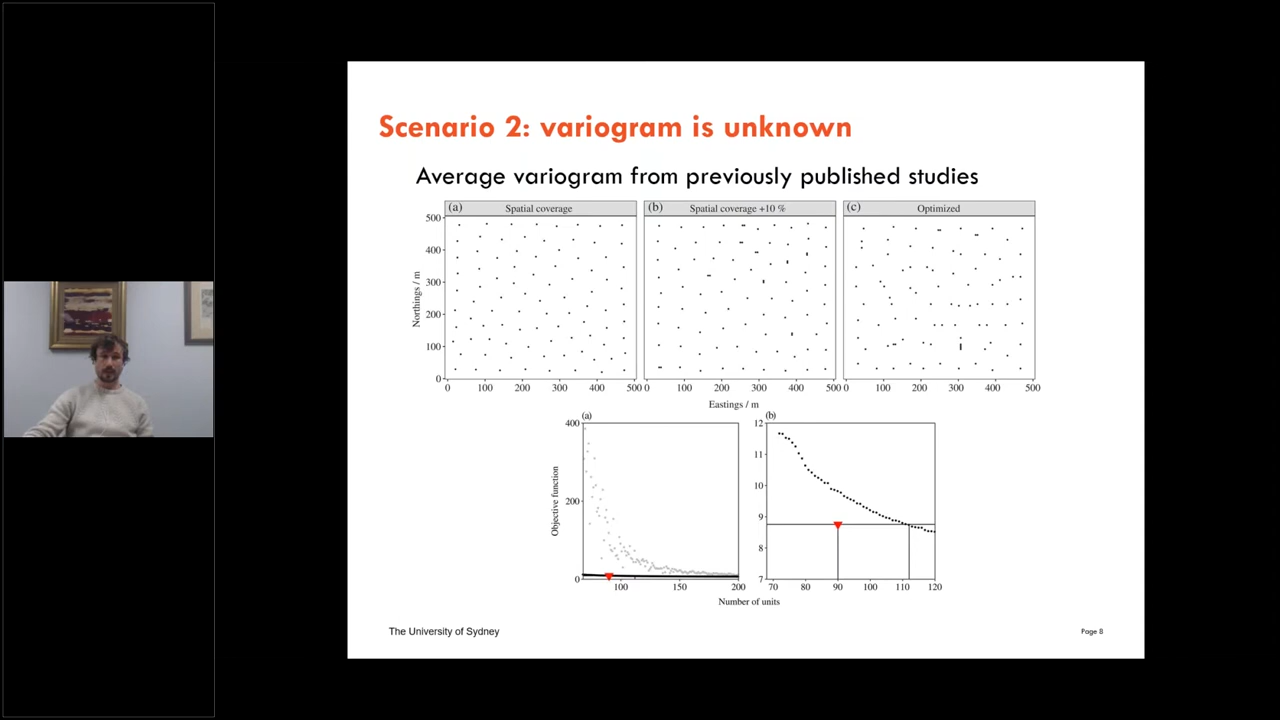 Scenario 2: variogram is unknown
Average variogram from previously published studies
(a) Spatial coverage
(b) Spatial coverage +10 %
(c) Optimized
500
400
300
200
100
0
Northings / m
0 100 200 300 400 500
0 100 200 300 400 500
0 100 200 300 400 500
Eastings / m
(a)
400
200
0
Objective function
100 150 200
(b)
12
11
10
9
8
7
70 80 90 100 110 120
Number of units
The University of Sydney
Page 8